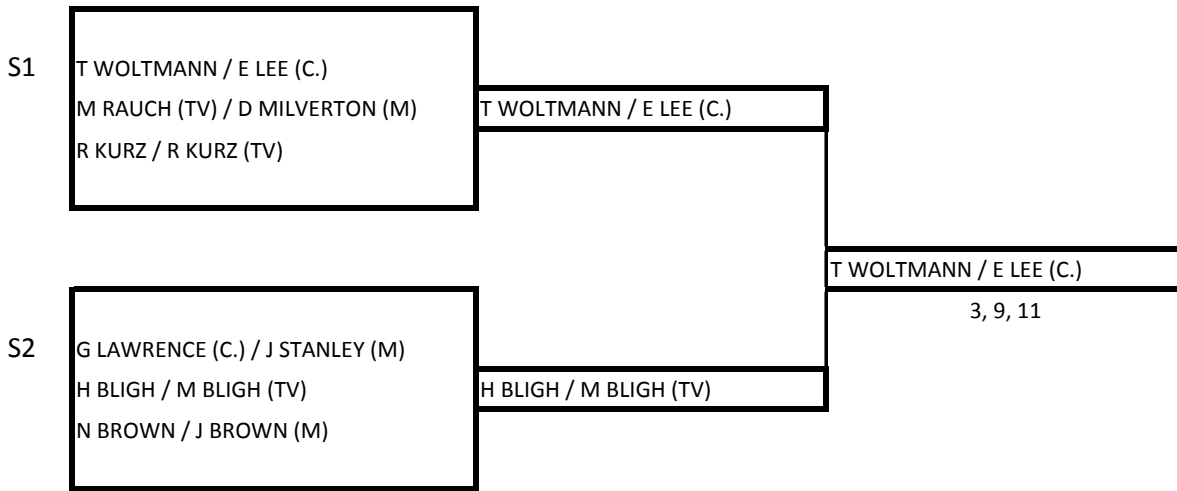 S1
T WOLTMANN / E LEE (C.)
M RAUCH (TV) / D MILVERTON (M)
R KURZ / R KURZ (TV)
T WOLTMANN / E LEE (C.)
T WOLTMANN / E LEE (C.)
3, 9, 11
S2
G LAWRENCE (C.) / J STANLEY (M)
H BLIGH / M BLIGH (TV)
N BROWN / J BROWN (M)
H BLIGH / M BLIGH (TV)